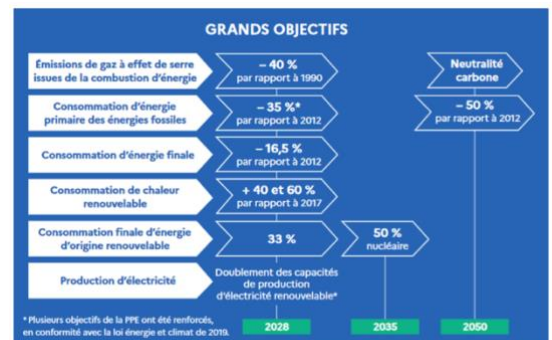 GRANDS OBJECTIFS
Émissions de gaz à effet de serre
issues de la combustion d'énergie
– 40 %
par rapport à 1990
Neutralité
carbone
Consommation d'énergie
primaire des énergies fossiles
– 35 %*
par rapport à 2012
– 50 %
par rapport à 2012
Consommation d'énergie finale
– 16,5 %
par rapport à 2012
Consommation de chaleur
renouvelable
+ 40 et 60 %
par rapport à 2017
Consommation finale d'énergie
d'origine renouvelable
33 %
50 %
nucléaire
Production d'électricité
Doublement des capacités
de production
d'électricité renouvelable*
* Plusieurs objectifs de la PPE ont été renforcés,
en conformité avec la loi énergie et climat de 2019.
2028
2035
2050